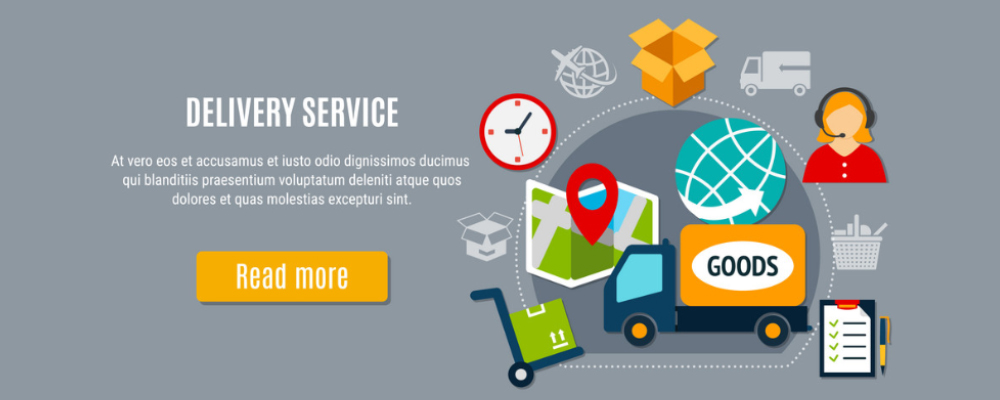 DELIVERY SERVICE
At vero eos et accusamus et iusto odio dignissimos ducimus
qui blanditiis praesentium voluptatum deleniti atque quos
dolores et quas molestias excepturi sint.
Read more
GOODS